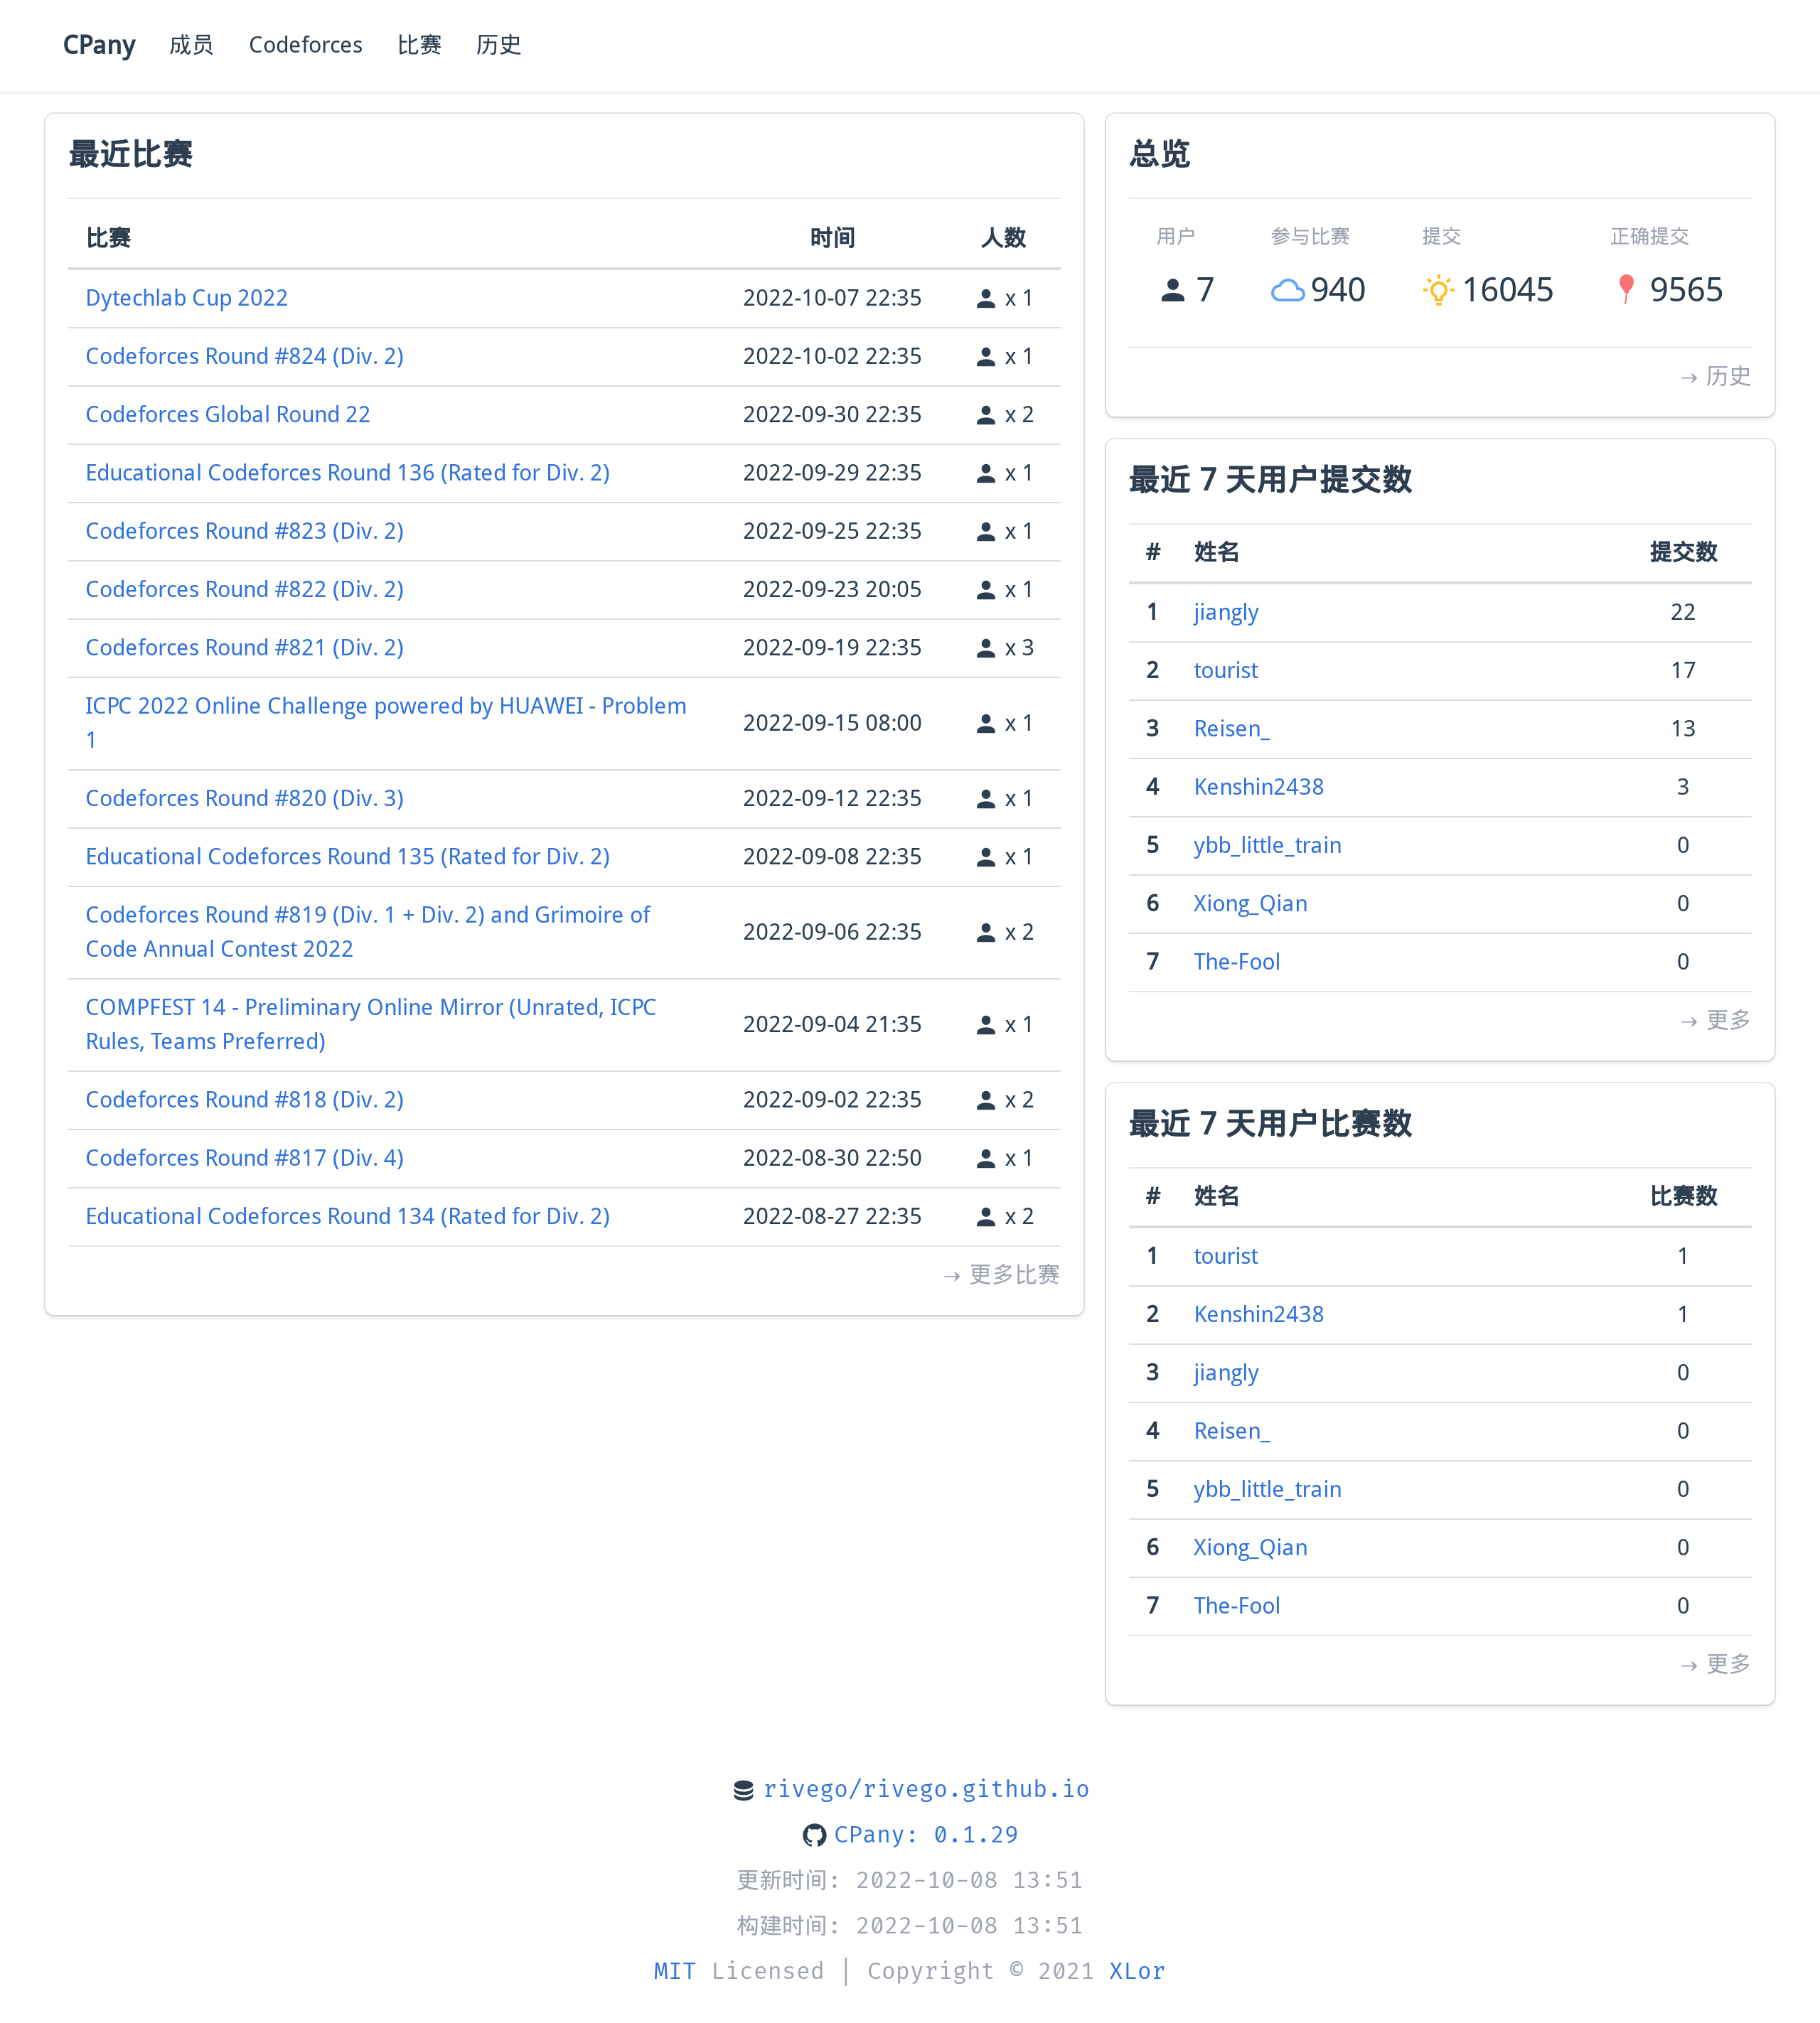 CPany 成员 Codeforces 比赛 历史
最近比赛
比赛 时间 人数
Dytechlab Cup 2022 2022-10-07 22:35 x 1
Codeforces Round #824 (Div. 2) 2022-10-02 22:35 x 1
Codeforces Global Round 22 2022-09-30 22:35 x 2
Educational Codeforces Round 136 (Rated for Div. 2) 2022-09-29 22:35 x 1
Codeforces Round #823 (Div. 2) 2022-09-25 22:35 x 1
Codeforces Round #822 (Div. 2) 2022-09-23 20:05 x 1
Codeforces Round #821 (Div. 2) 2022-09-19 22:35 x 3
ICPC 2022 Online Challenge powered by HUAWEI - Problem
1 2022-09-15 08:00 x 1
Codeforces Round #820 (Div. 3) 2022-09-12 22:35 x 1
Educational Codeforces Round 135 (Rated for Div. 2) 2022-09-08 22:35 x 1
Codeforces Round #819 (Div. 1 + Div. 2) and Grimoire of
Code Annual Contest 2022 2022-09-06 22:35 x 2
COMPFEST 14 - Preliminary Online Mirror (Unrated, ICPC
Rules, Teams Preferred) 2022-09-04 21:35 x 1
Codeforces Round #818 (Div. 2) 2022-09-02 22:35 x 2
Codeforces Round #817 (Div. 4) 2022-08-30 22:50 x 1
Educational Codeforces Round 134 (Rated for Div. 2) 2022-08-27 22:35 x 2
→ 更多比赛
总览
用户 参与比赛 提交 正确提交
7 940 16045 9565
→ 历史
最近 7 天用户提交数
# 姓名 提交数
1 jiangly 22
2 tourist 17
3 Reisen_ 13
4 Kenshin2438 3
5 ybb_little_train 0
6 Xiong_Qian 0
7 The-Fool 0
→ 更多
最近 7 天用户比赛数
# 姓名 比赛数
1 tourist 1
2 Kenshin2438 1
3 jiangly 0
4 Reisen_ 0
5 ybb_little_train 0
6 Xiong_Qian 0
7 The-Fool 0
→ 更多
rivego/rivego.github.io
CPany: 0.1.29
更新时间: 2022-10-08 13:51
构建时间: 2022-10-08 13:51
MIT Licensed | Copyright © 2021 XLor